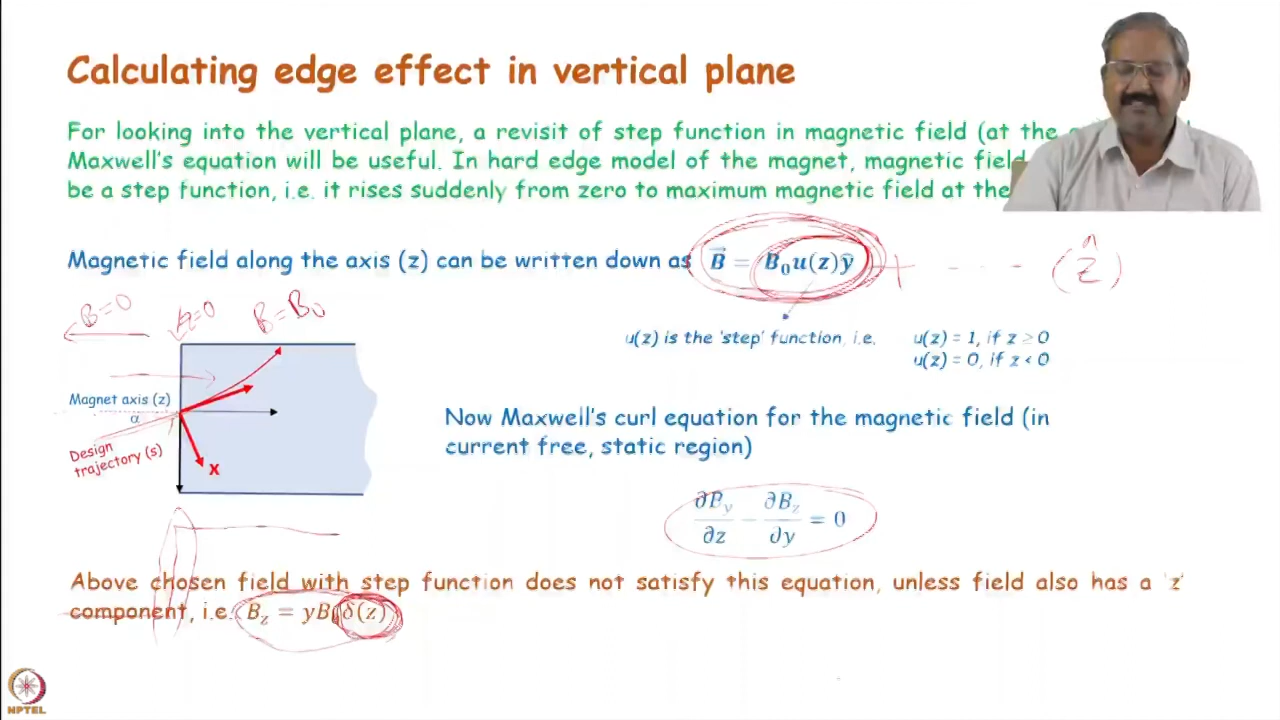 Calculating edge effect in vertical plane
For looking into the vertical plane, a revisit of step function in magnetic field (at the
Maxwell's equation will be useful. In hard edge model of the magnet, magnetic field
be a step function, i.e. it rises suddenly from zero to maximum magnetic field at the
Magnetic field along the axis (z) can be written down as B⃗ = B₀u(z)ŷ + - - - - (ẑ)
B=0 z=0 B=B₀
u(z) is the 'step' function, i.e. u(z) = 1, if z ≥ 0
u(z) = 0, if z < 0
Magnet axis (z)
α
Design
trajectory (s)
x
Now Maxwell's curl equation for the magnetic field (in
current free, static region)
∂B_y/∂z − ∂B_z/∂y = 0
Above chosen field with step function does not satisfy this equation, unless field also has a 'z'
component, i.e. B_z = yB₀δ(z)
NPTEL